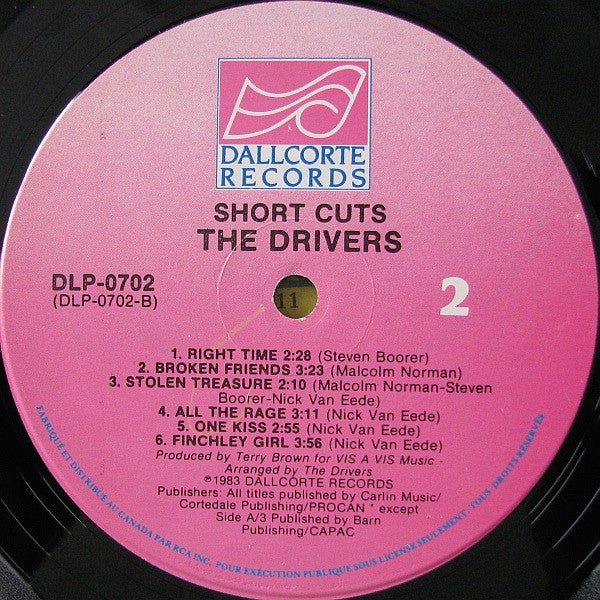 DALLCORTE
RECORDS
SHORT CUTS
THE DRIVERS
DLP-0702
(DLP-0702-B)
2
11
1. RIGHT TIME 2:28 (Steven Boorer)
2. BROKEN FRIENDS 3:23 (Malcolm Norman)
3. STOLEN TREASURE 2:10 (Malcolm Norman-Steven
Boorer-Nick Van Eede)
4. ALL THE RAGE 3:11 (Nick Van Eede)
5. ONE KISS 2:55 (Nick Van Eede)
6. FINCHLEY GIRL 3:56 (Nick Van Eede)
Produced by Terry Brown for VIS A VIS Music -
Arranged by The Drivers
℗1983 DALLCORTE RECORDS
Publishers: All titles published by Carlin Music/
Cortedale Publishing/PROCAN * except
Side A/3 Published by Barn
Publishing/CAPAC
FABRIQUÉ ET DISTRIBUÉ AU CANADA PAR RCA INC. POUR EXÉCUTION PUBLIQUE SOUS LICENSE SEULEMENT - TOUS DROITS RÉSERVÉS